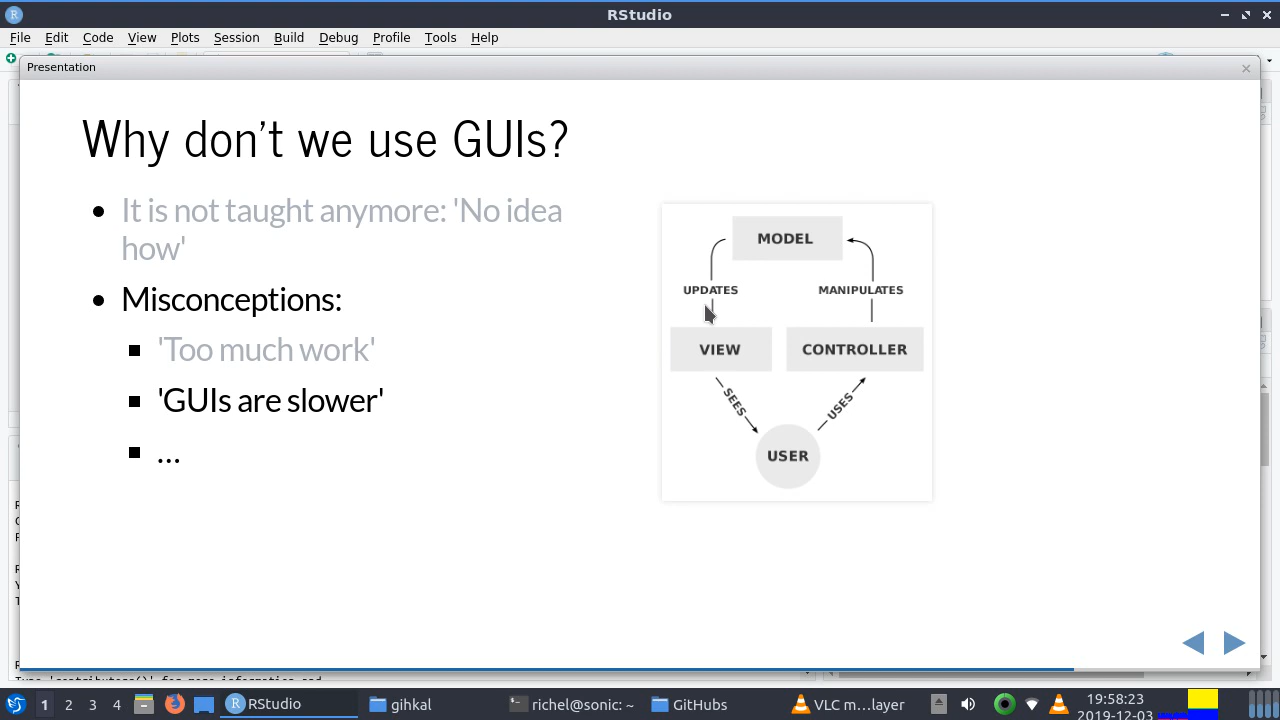 RStudio
File Edit Code View Plots Session Build Debug Profile Tools Help
Presentation
Why don't we use GUIs?
It is not taught anymore: 'No idea
how'
Misconceptions:
'Too much work'
'GUIs are slower'
...
MODEL
UPDATES
MANIPULATES
VIEW
CONTROLLER
SEES
USES
USER
1 2 3 4 RStudio gihkal richel@sonic: ~ GitHubs VLC m...layer 19:58:23
2019-12-03